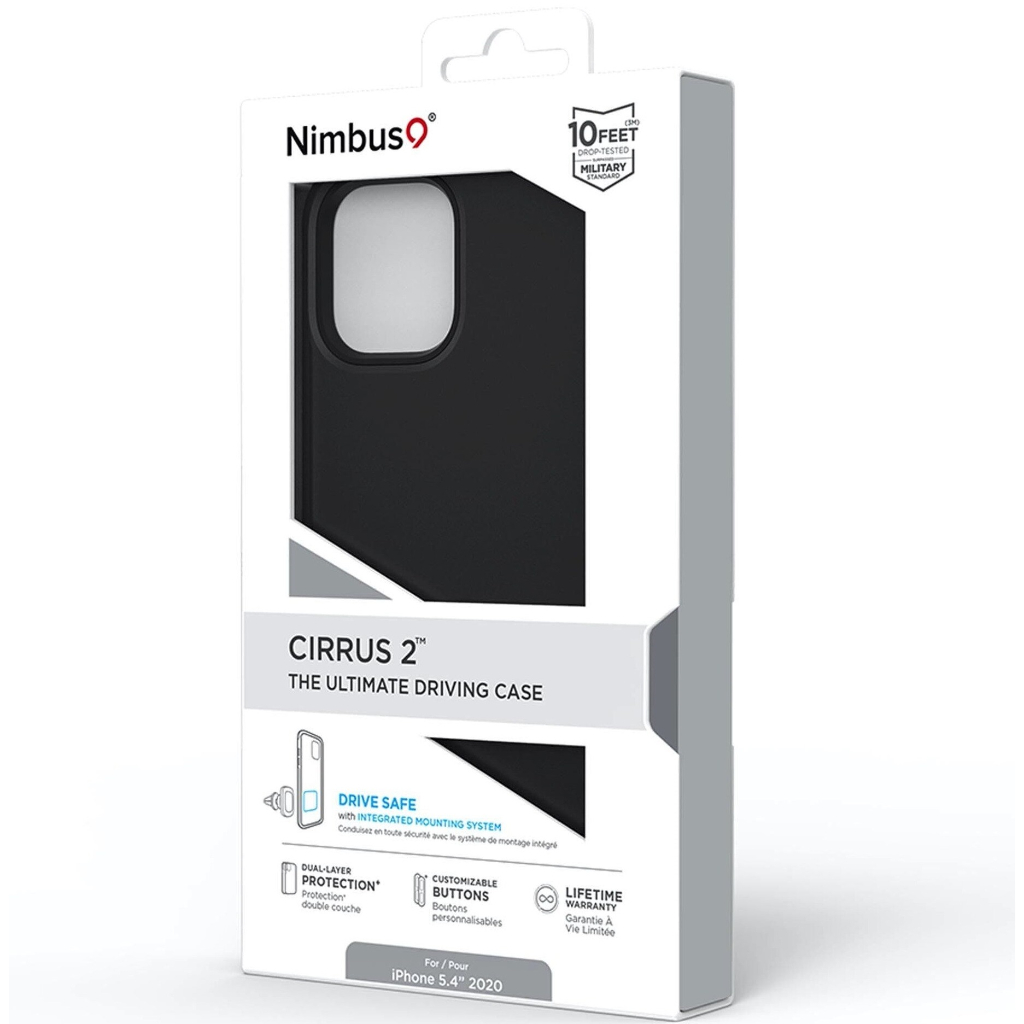 Nimbus9®
10FEET (3M)
DROP-TESTED
SURPASSES
MILITARY
STANDARD
CIRRUS 2™
THE ULTIMATE DRIVING CASE
DRIVE SAFE
with INTEGRATED MOUNTING SYSTEM
Conduisez en toute sécurité avec le système de montage intégré
DUAL-LAYER
PROTECTION+
Protection+
double couche
CUSTOMIZABLE
BUTTONS
Boutons
personnalisables
LIFETIME
WARRANTY
Garantie À
Vie Limitée
For / Pour
iPhone 5.4" 2020